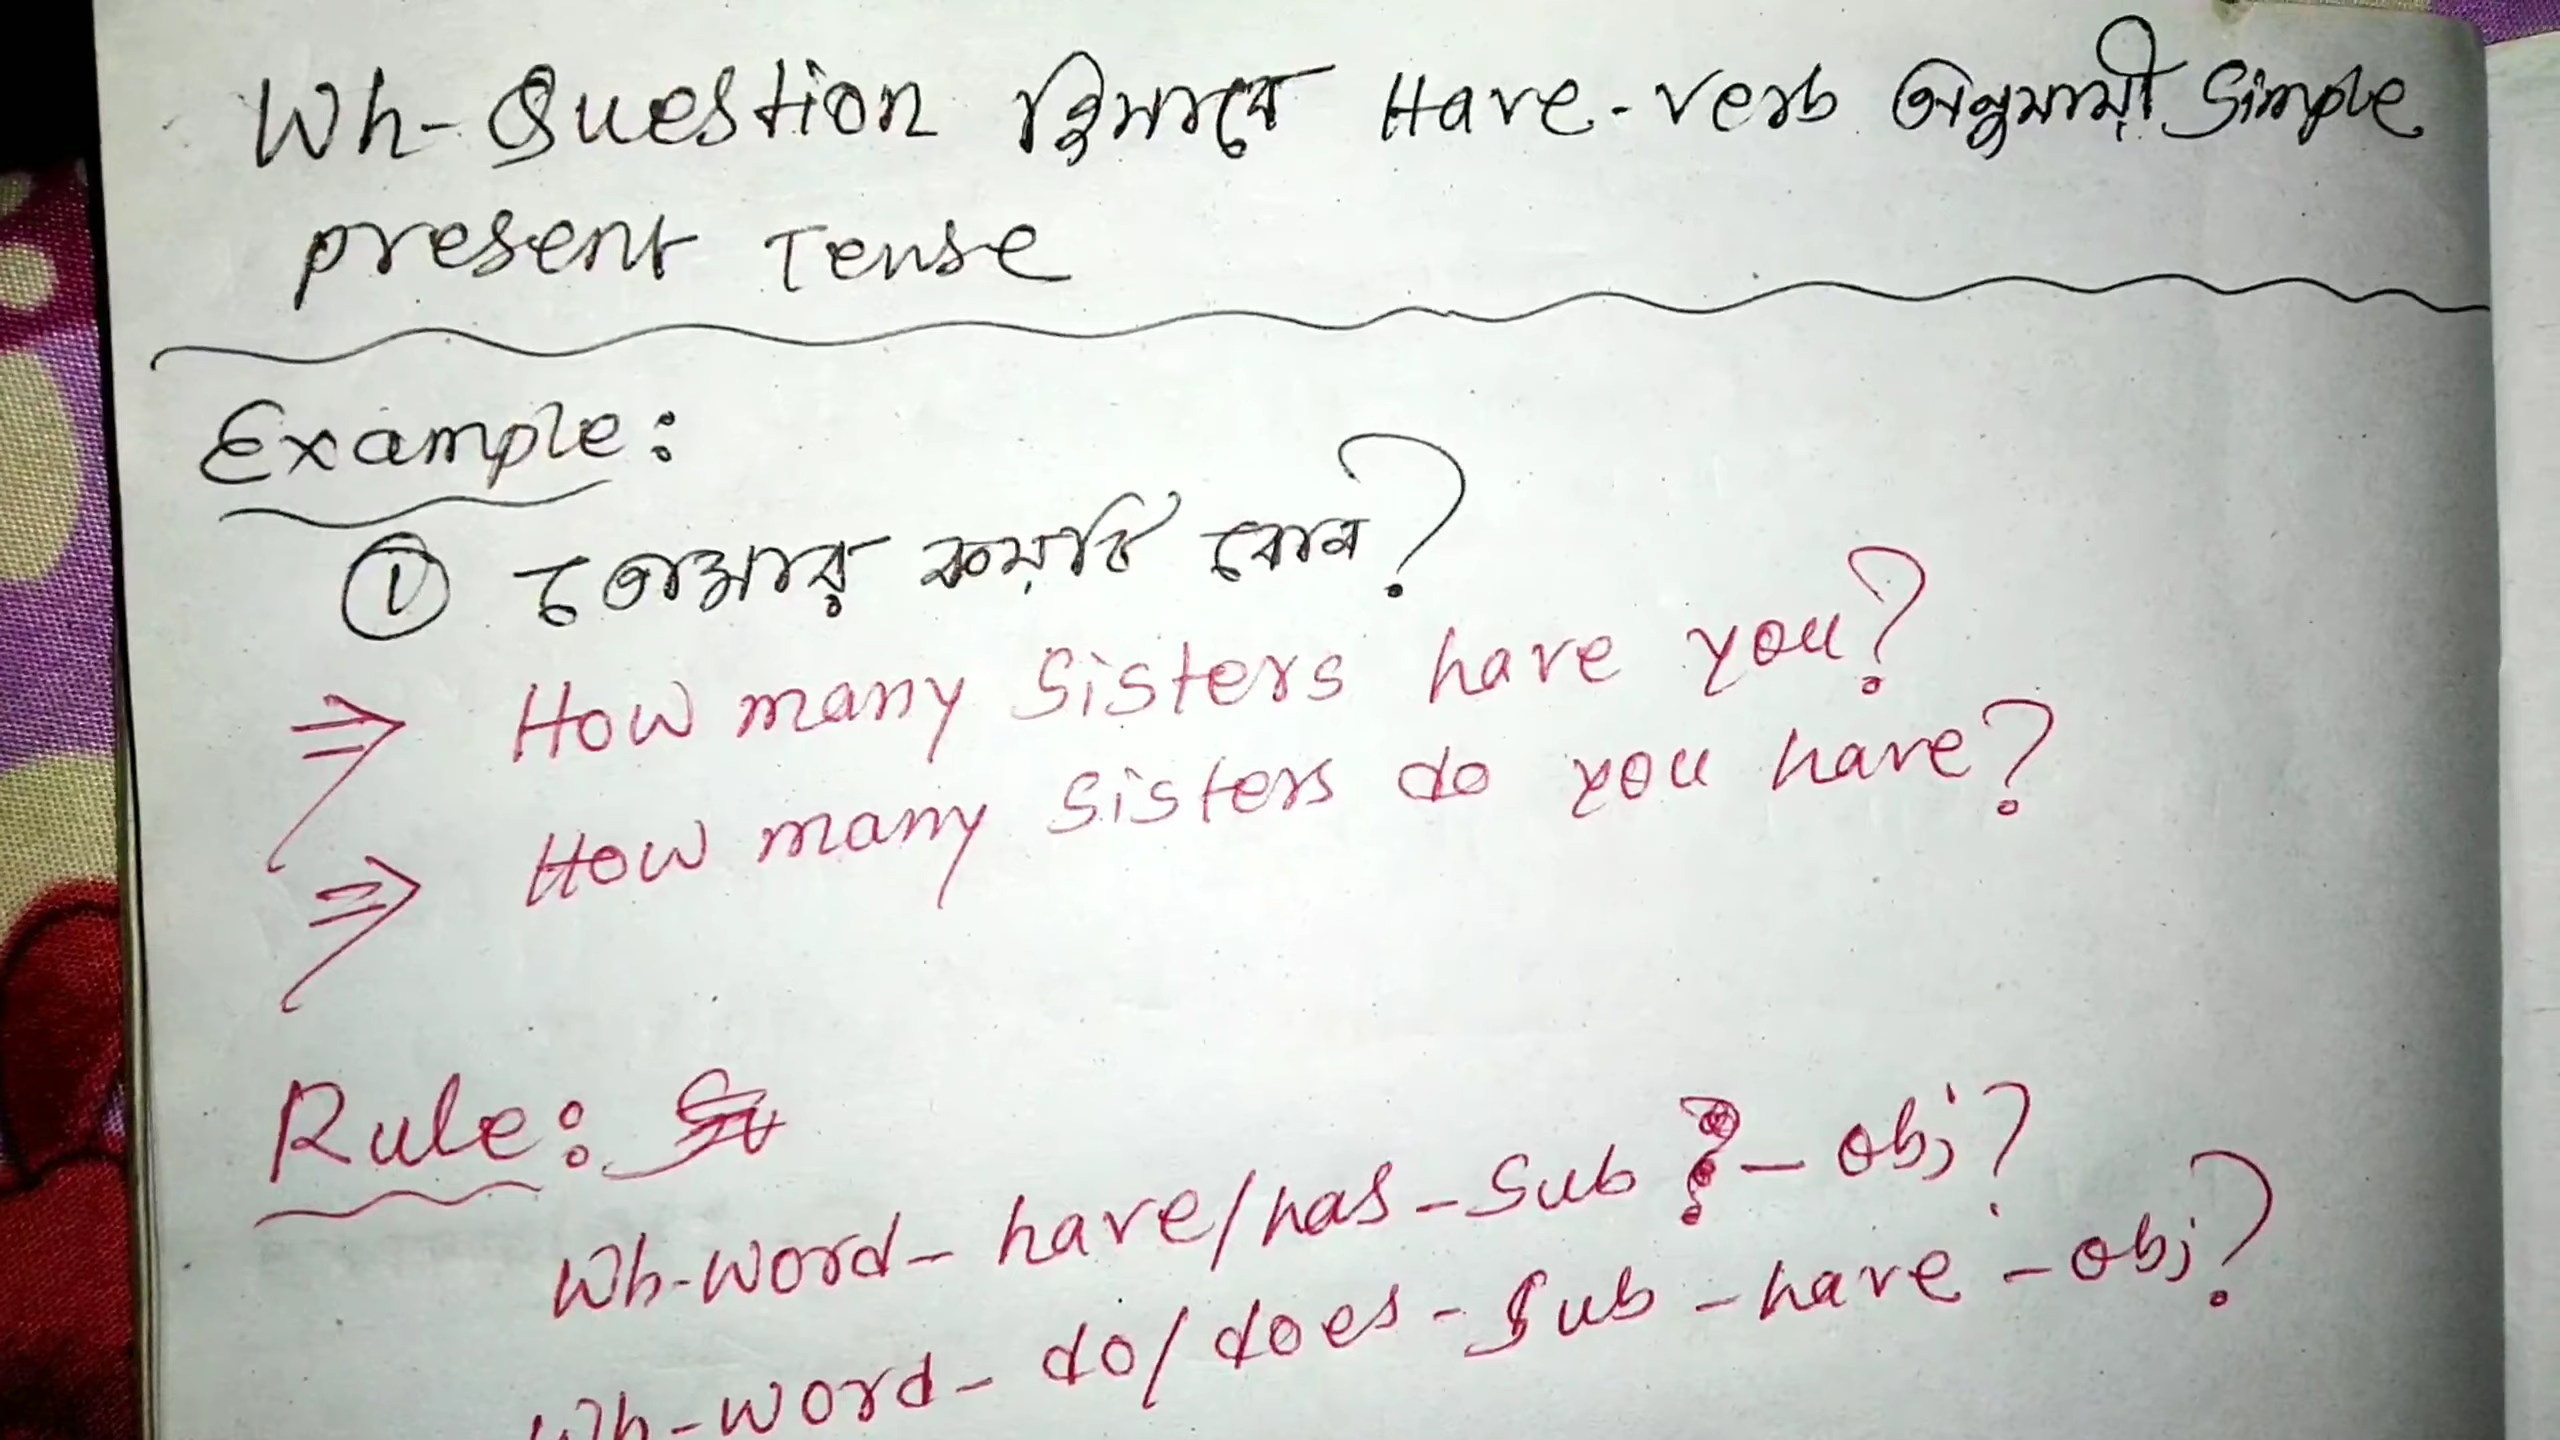 Wh-Question হিসাবে Have-verb অনুযায়ী Simple
present Tense
Example:
① তোমার কয়টি বোন?
⇒ How many Sisters have you?
⇒ How many Sisters do you have?
Rule:
Wh-word- have/has-Sub - obj?
Wh-word- do/does-Sub-have-obj?